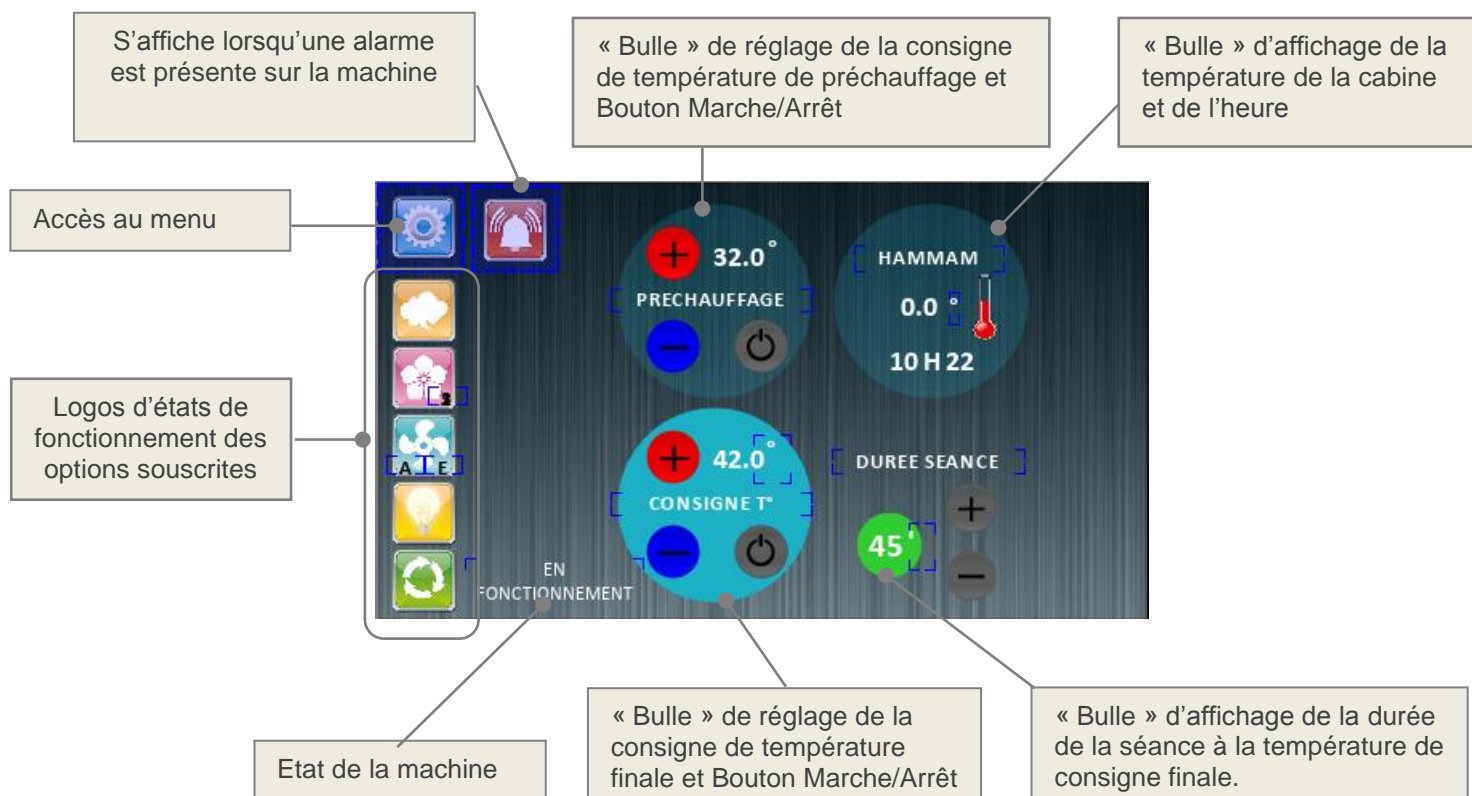 S’affiche lorsqu’une alarme
est présente sur la machine
« Bulle » de réglage de la consigne
de température de préchauffage et
Bouton Marche/Arrêt
« Bulle » d’affichage de la
température de la cabine
et de l’heure
Accès au menu
Logos d’états de
fonctionnement des
options souscrites
32.0°
PRECHAUFFAGE
HAMMAM
0.0 °
10 H 22
A I E
42.0°
CONSIGNE T°
DUREE SEANCE
45'
EN
FONCTIONNEMENT
Etat de la machine
« Bulle » de réglage de la
consigne de température
finale et Bouton Marche/Arrêt
« Bulle » d’affichage de la durée
de la séance à la température de
consigne finale.